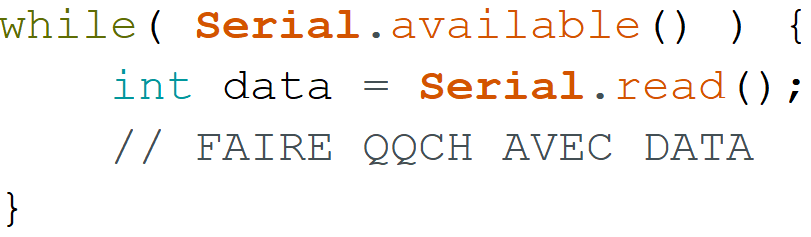 while( Serial.available() ) {
int data = Serial.read();
// FAIRE QQCH AVEC DATA
}